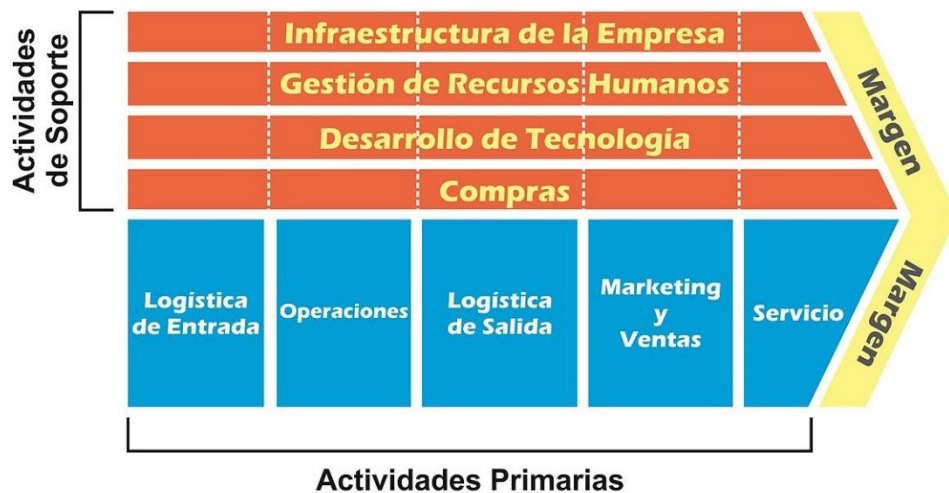 Actividades
de Soporte
Infraestructura de la Empresa
Gestión de Recursos Humanos
Desarrollo de Tecnología
Compras
Margen
Logística
de Entrada
Operaciones
Logística
de Salida
Marketing
y
Ventas
Servicio
Margen
Actividades Primarias